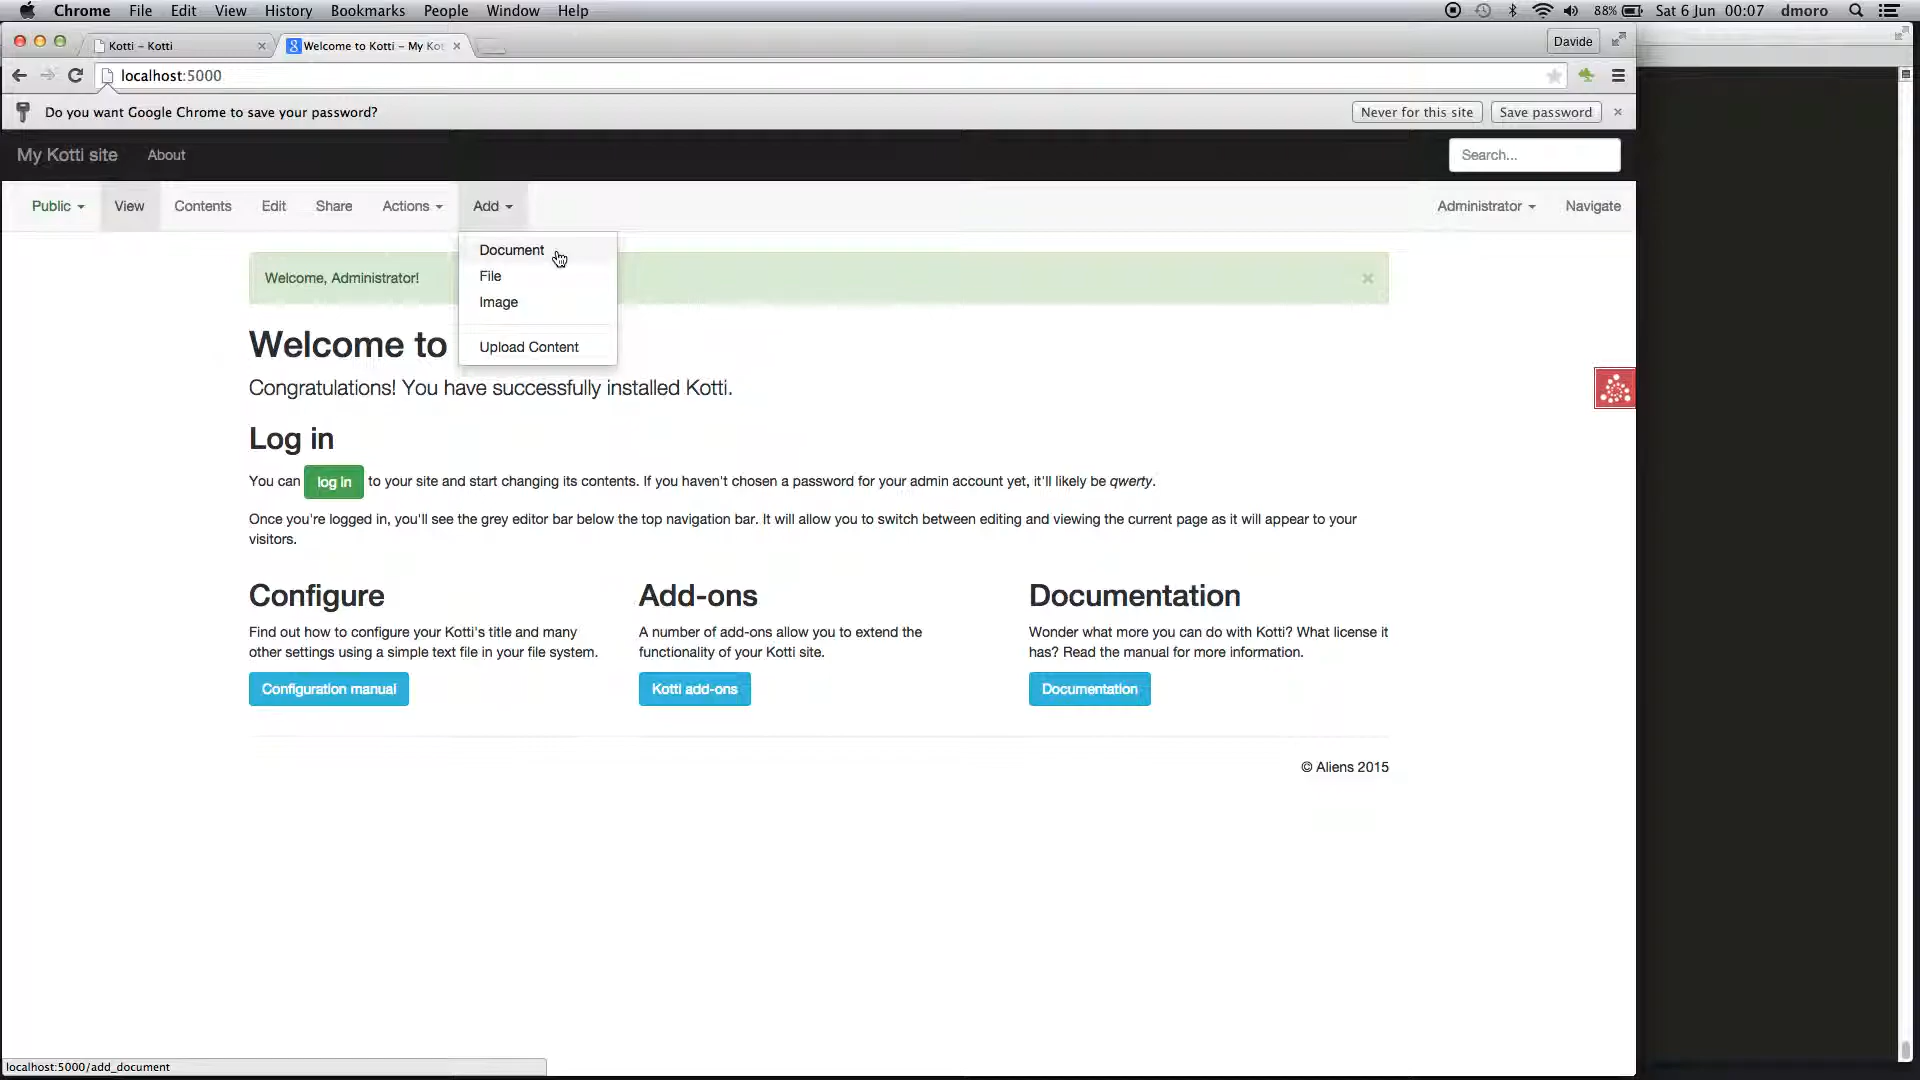 Chrome File Edit View History Bookmarks People Window Help 88% Sat 6 Jun 00:07 dmoro
Kotti – Kotti
Welcome to Kotti – My Kot
Davide
localhost:5000
Do you want Google Chrome to save your password? Never for this site Save password
My Kotti site About Search...
Public View Contents Edit Share Actions Add Administrator Navigate
Document
File
Image
Upload Content
Welcome, Administrator!
Welcome to
Congratulations! You have successfully installed Kotti.
Log in
You can log in to your site and start changing its contents. If you haven't chosen a password for your admin account yet, it'll likely be qwerty.
Once you're logged in, you'll see the grey editor bar below the top navigation bar. It will allow you to switch between editing and viewing the current page as it will appear to your
visitors.
Configure
Find out how to configure your Kotti's title and many
other settings using a simple text file in your file system.
Configuration manual
Add-ons
A number of add-ons allow you to extend the
functionality of your Kotti site.
Kotti add-ons
Documentation
Wonder what more you can do with Kotti? What license it
has? Read the manual for more information.
Documentation
© Aliens 2015
localhost:5000/add_document